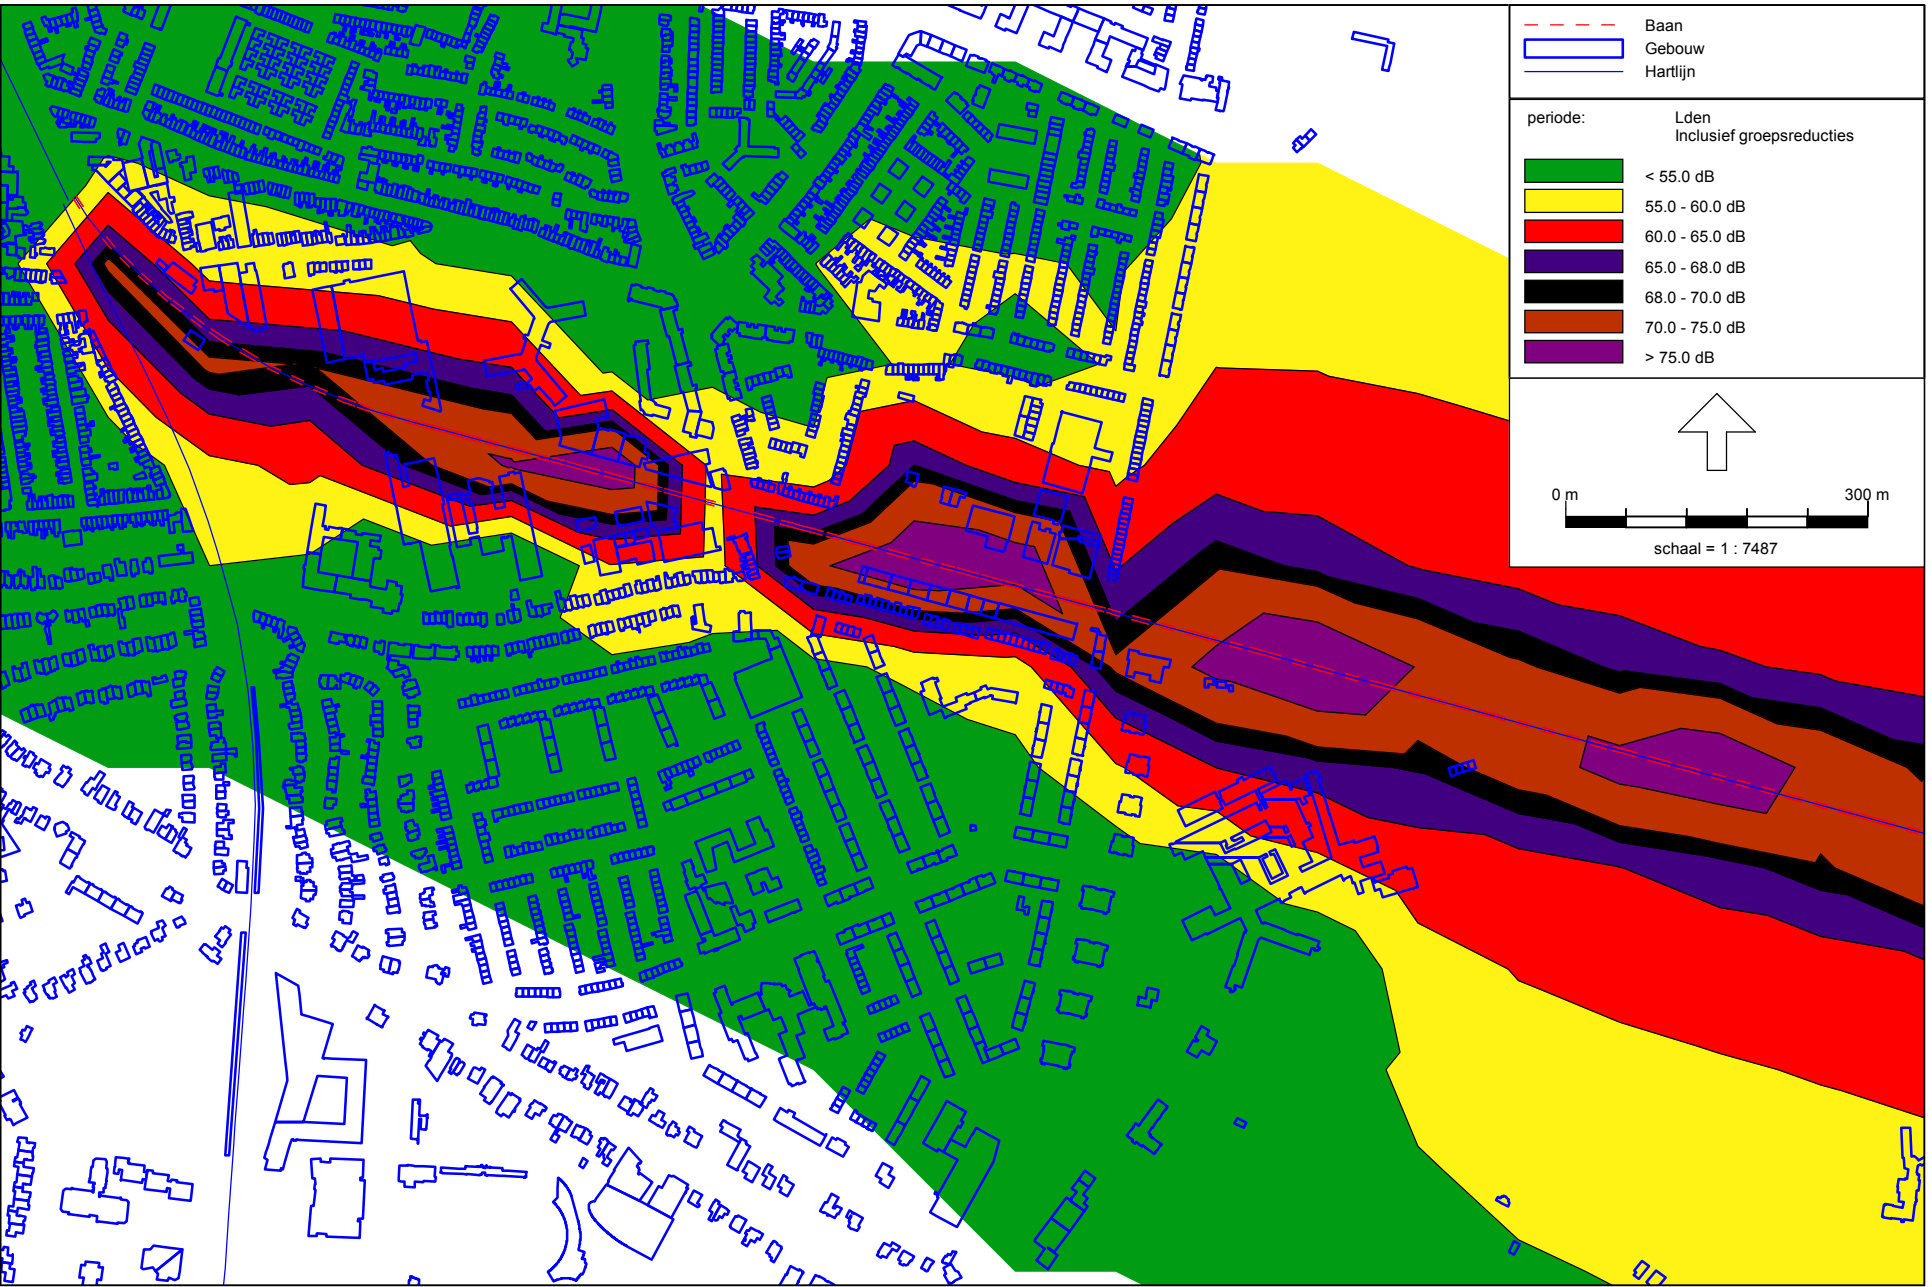 Baan
Gebouw
Hartlijn
periode: Lden
Inclusief groepsreducties
< 55.0 dB
55.0 - 60.0 dB
60.0 - 65.0 dB
65.0 - 68.0 dB
68.0 - 70.0 dB
70.0 - 75.0 dB
> 75.0 dB
0 m 300 m
schaal = 1 : 7487